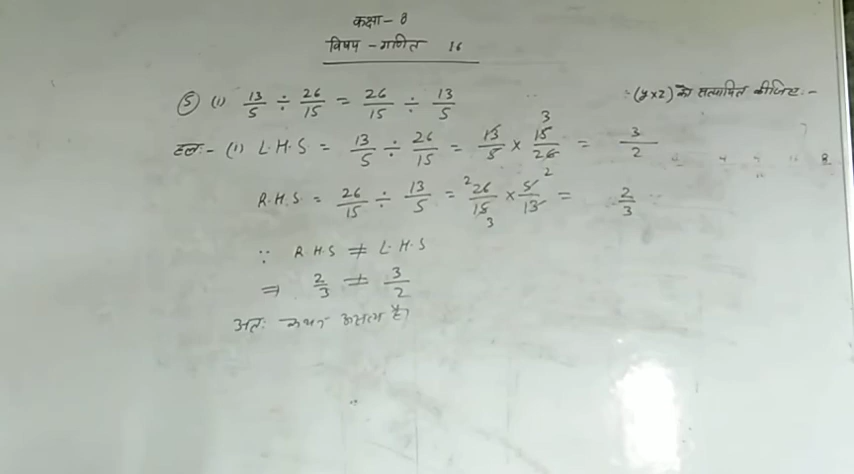 कक्षा - 8
विषय - गणित 16
⑤ (i) 13/5 ÷ 26/15 = 26/15 ÷ 13/5
(y×z) को सत्यापित कीजिए:-
हल:- (i) L.H.S = 13/5 ÷ 26/15 = 13/5 × 15/26 = 3/2
R.H.S = 26/15 ÷ 13/5 = 26/15 × 5/13 = 2/3
∵ R.H.S ≠ L.H.S
⇒ 2/3 ≠ 3/2
अतः कथन असत्य है।